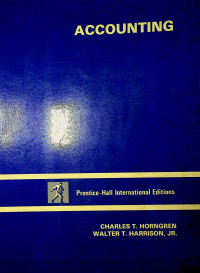 ACCOUNTING
Prentice-Hall International Editions
CHARLES T. HORNGREN
WALTER T. HARRISON, JR.